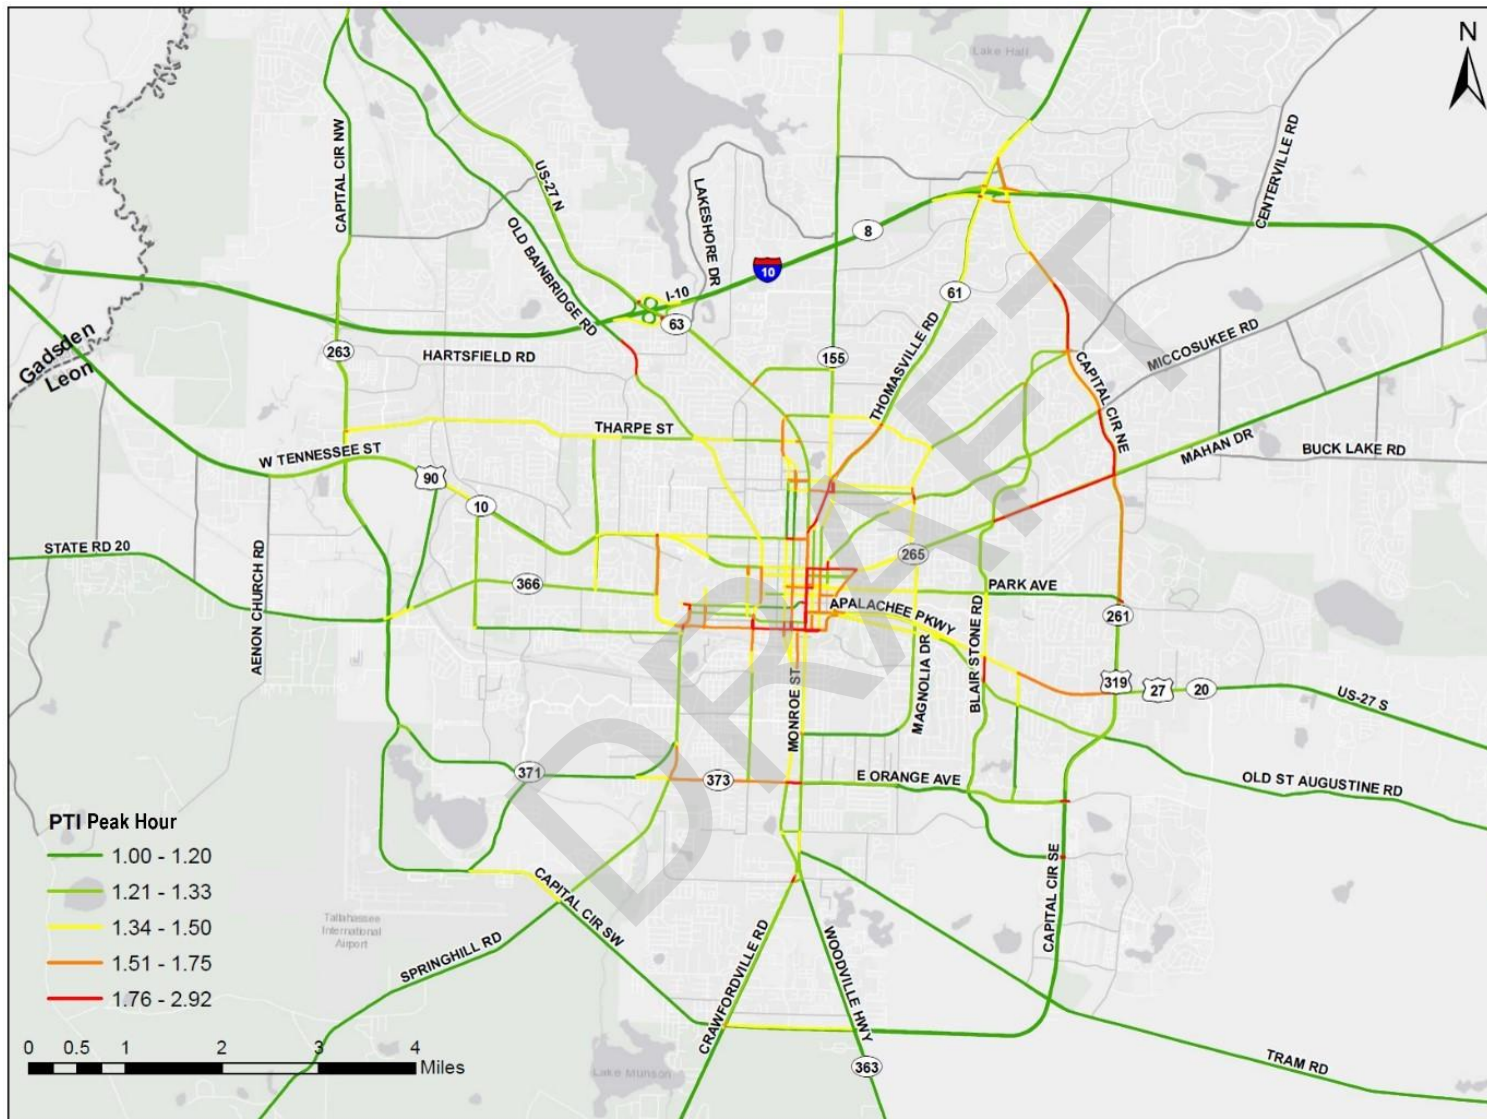 N
Lake Hall
CENTERVILLE RD
CAPITAL CIR NW
US-27 N
LAKESHORE DR
8
10
OLD BAINBRIDGE RD
I-10
61
63
Gadsden
Leon
263
HARTSFIELD RD
155
THOMASVILLE RD
MICCOSUKEE RD
CAPITAL CIR NE
THARPE ST
W TENNESSEE ST
MAHAN DR
BUCK LAKE RD
90
10
STATE RD 20
265
AENON CHURCH RD
366
PARK AVE
APALACHEE PKWY
BLAIR STONE RD
261
MAGNOLIA DR
MONROE ST
319
27
20
US-27 S
371
373
E ORANGE AVE
OLD ST AUGUSTINE RD
DRAFT
PTI Peak Hour
1.00 - 1.20
1.21 - 1.33
1.34 - 1.50
1.51 - 1.75
1.76 - 2.92
CAPITAL CIR SW
CAPITAL CIR SE
Tallahassee
International
Airport
SPRINGHILL RD
CRAWFORDVILLE RD
WOODVILLE HWY
363
TRAM RD
Lake Munson
0 0.5 1 2 3 4
Miles